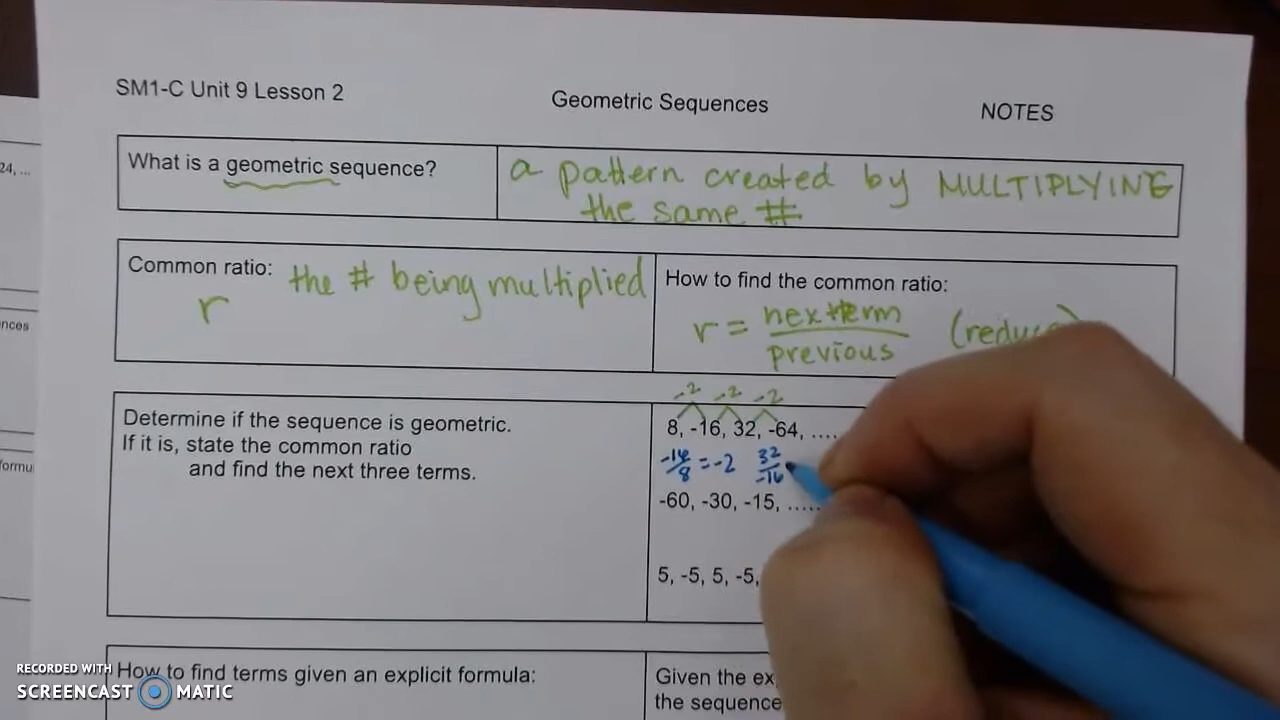 SM1-C Unit 9 Lesson 2
Geometric Sequences
NOTES
24, ...
What is a geometric sequence?
a pattern created by MULTIPLYING
the same #
Common ratio: the # being multiplied
r
How to find the common ratio:
r = next term / previous (reduce)
Determine if the sequence is geometric.
If it is, state the common ratio
and find the next three terms.
-2 -2 -2
8, -16, 32, -64, ....
-16/8 = -2 32/-16
-60, -30, -15, .....
5, -5, 5, -5,
How to find terms given an explicit formula:
Given the ex
the sequence
RECORDED WITH
SCREENCAST MATIC